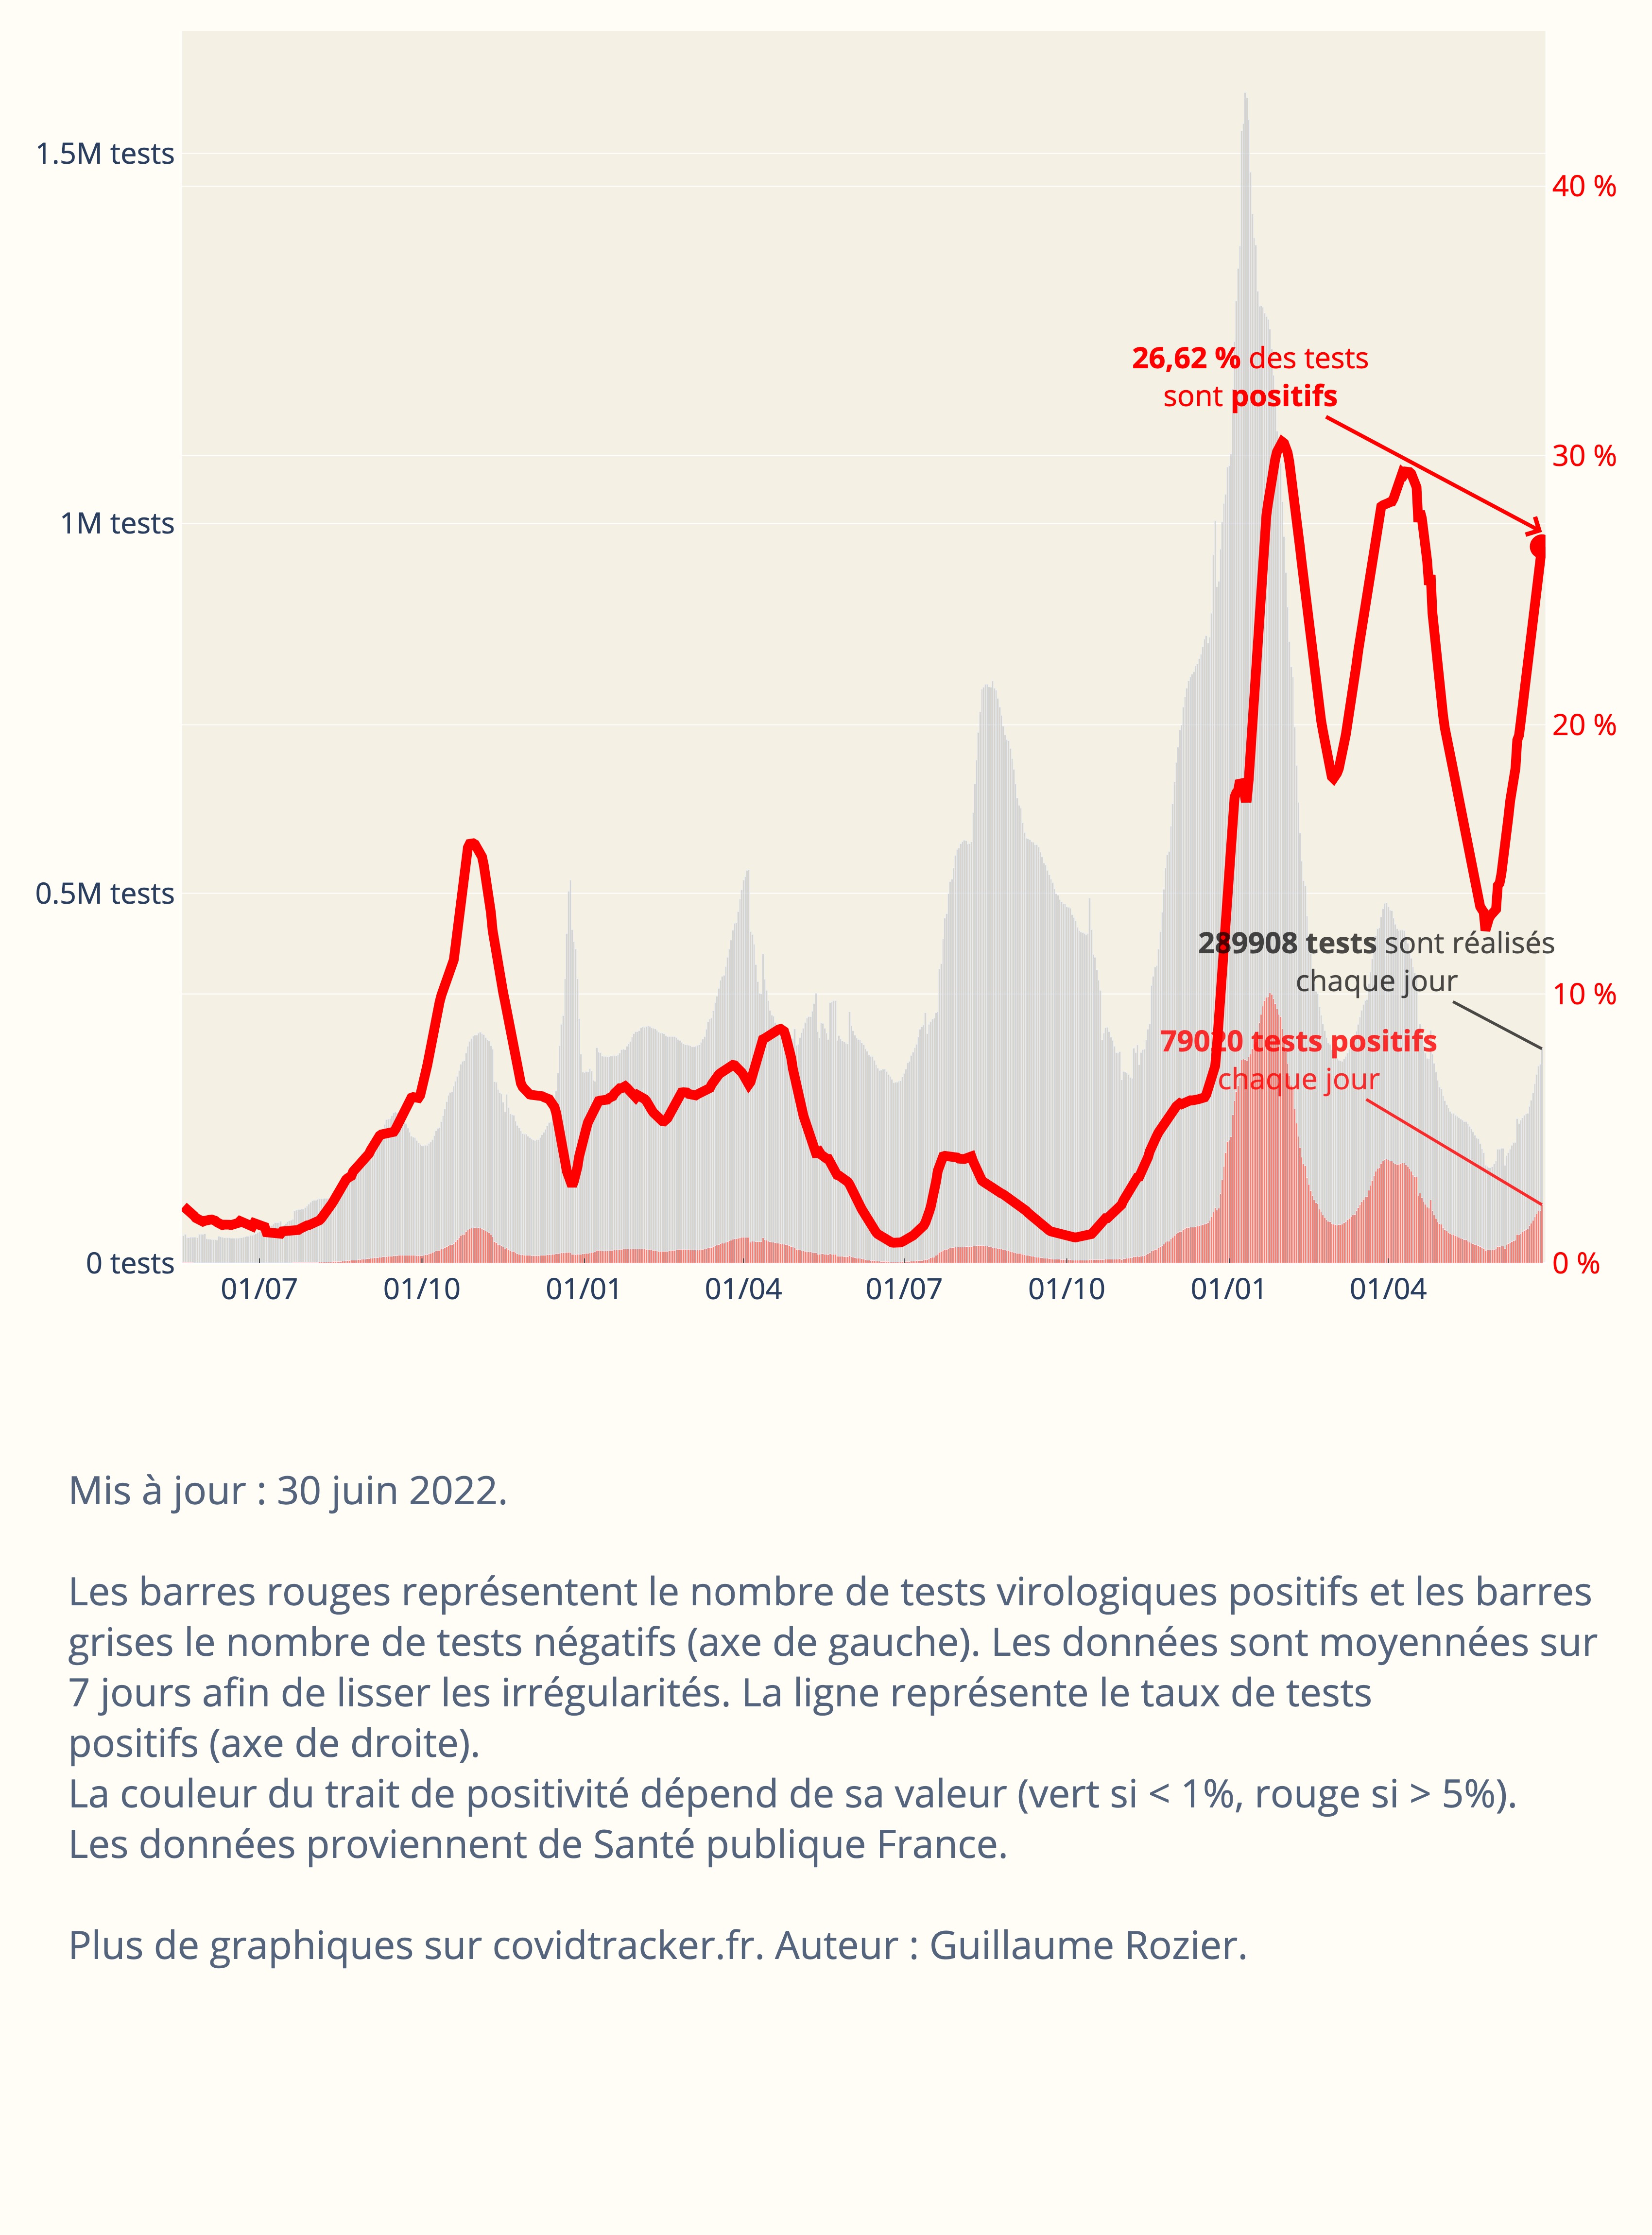 1.5M tests
40 %
26,62 % des tests
sont positifs
30 %
1M tests
20 %
0.5M tests
289908 tests sont réalisés
chaque jour
10 %
79020 tests positifs
chaque jour
0 tests
0 %
01/07 01/10 01/01 01/04 01/07 01/10 01/01 01/04
Mis à jour : 30 juin 2022.
Les barres rouges représentent le nombre de tests virologiques positifs et les barres
grises le nombre de tests négatifs (axe de gauche). Les données sont moyennées sur
7 jours afin de lisser les irrégularités. La ligne représente le taux de tests
positifs (axe de droite).
La couleur du trait de positivité dépend de sa valeur (vert si < 1%, rouge si > 5%).
Les données proviennent de Santé publique France.
Plus de graphiques sur covidtracker.fr. Auteur : Guillaume Rozier.